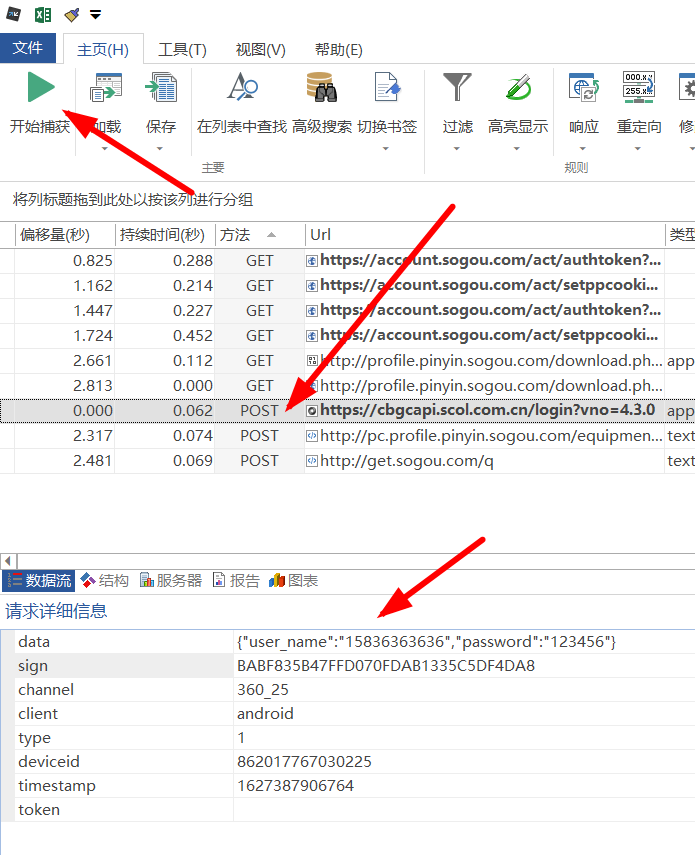 文件 主页(H) 工具(T) 视图(V) 帮助(E)
开始捕获 加载 保存 在列表中查找 高级搜索 切换书签 过滤 高亮显示 响应 重定向 修
000.x
255.x
主要 规则
将列标题拖到此处以按该列进行分组
偏移量(秒) 持续时间(秒) 方法 Url 类型
0.825 0.288 GET https://account.sogou.com/act/authtoken?...
1.162 0.214 GET https://account.sogou.com/act/setppcooki...
1.447 0.227 GET https://account.sogou.com/act/authtoken?...
1.724 0.452 GET https://account.sogou.com/act/setppcooki...
2.661 0.112 GET http://profile.pinyin.sogou.com/download.ph... app
2.813 0.000 GET http://profile.pinyin.sogou.com/download.ph...
0.000 0.062 POST https://cbgcapi.scol.com.cn/login?vno=4.3.0 app
2.317 0.074 POST http://pc.profile.pinyin.sogou.com/equipmen... text
2.481 0.069 POST http://get.sogou.com/q text
数据流 结构 服务器 报告 图表
请求详细信息
data {"user_name":"15836363636","password":"123456"}
sign BABF835B47FFD070FDAB1335C5DF4DA8
channel 360_25
client android
type 1
deviceid 862017767030225
timestamp 1627387906764
token